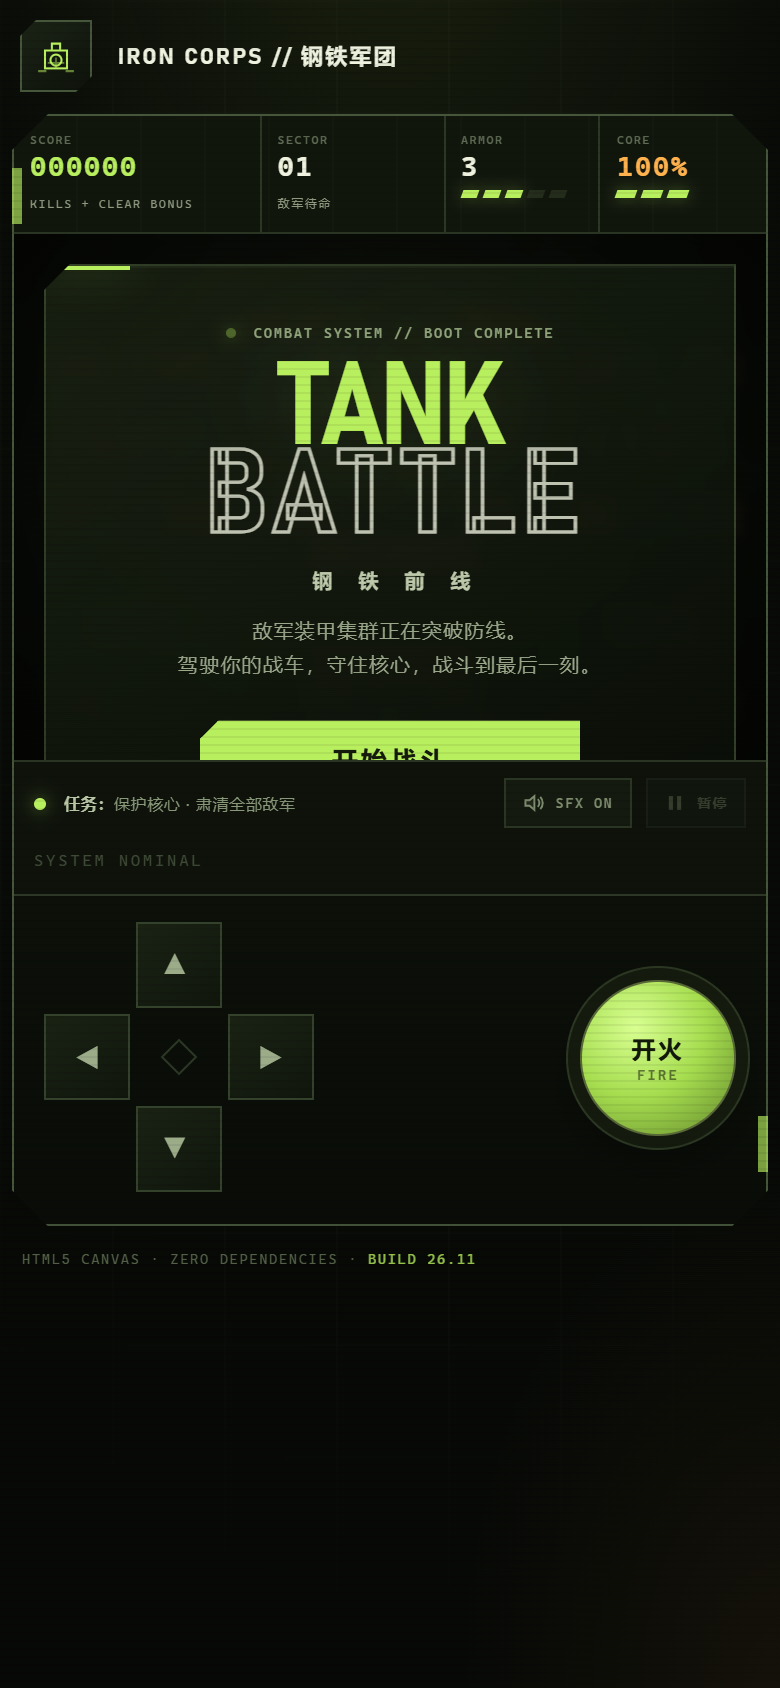 IRON CORPS // 钢铁军团
SCORE
000000
KILLS + CLEAR BONUS
SECTOR
01
敌军待命
ARMOR
3
CORE
100%
COMBAT SYSTEM // BOOT COMPLETE
TANK
BATTLE
钢铁前线
敌军装甲集群正在突破防线。
驾驶你的战车，守住核心，战斗到最后一刻。
开始战斗
任务：保护核心 · 肃清全部敌军
SFX ON
暂停
SYSTEM NOMINAL
开火
FIRE
HTML5 CANVAS · ZERO DEPENDENCIES · BUILD 26.11